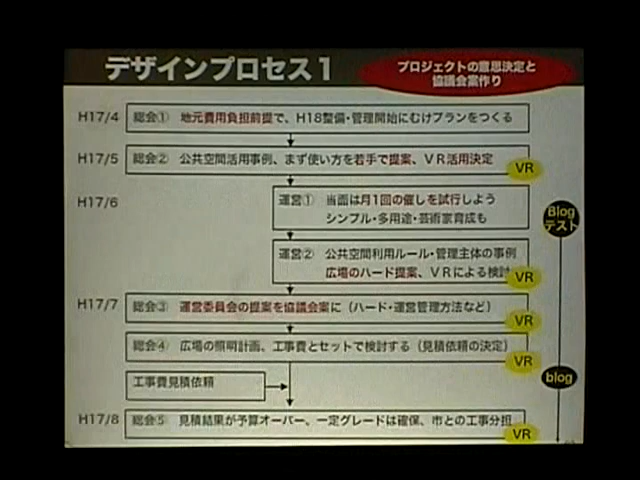 デザインプロセス1
プロジェクトの意思決定と
協議会案作り
H17/4 総会① 地元費用負担前提で、H18整備・管理開始にむけプランをつくる
H17/5 総会② 公共空間活用事例、まず使い方を若手で提案、VR活用決定
VR
H17/6 運営① 当面は月1回の催しを試行しよう
シンプル・多用途・芸術家育成も
Blog
テスト
運営② 公共空間利用ルール・管理主体の事例
広場のハード提案、VRによる検討
VR
H17/7 総会③ 運営委員会の提案を協議会案に（ハード・運営管理方法など）
VR
総会④ 広場の照明計画、工事費とセットで検討する（見積依頼の決定）
VR
工事費見積依頼
blog
H17/8 総会⑤ 見積結果が予算オーバー、一定グレードは確保、市との工事分担
VR